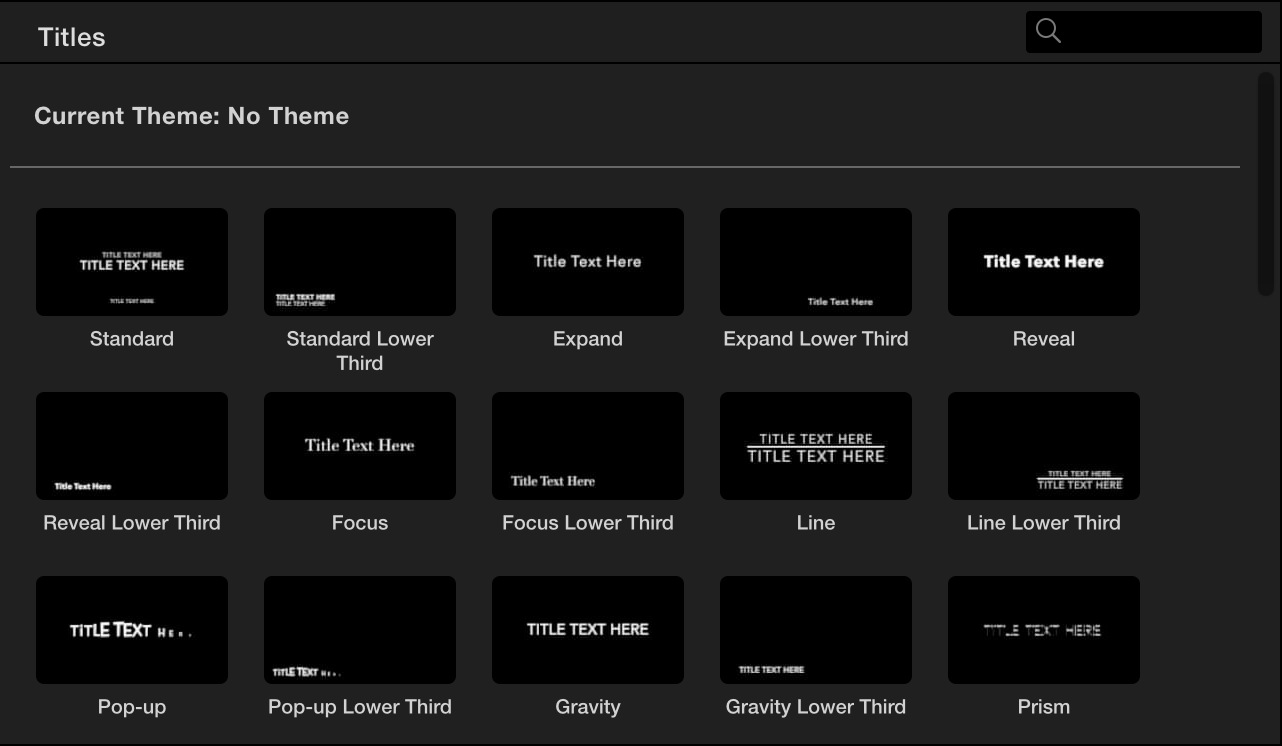 Titles
Current Theme: No Theme
TITLE TEXT HERE
TITLE TEXT HERE
TITLE TEXT HERE
Standard
TITLE TEXT HERE
TITLE TEXT HERE
Standard Lower
Third
Title Text Here
Expand
Title Text Here
Expand Lower Third
Title Text Here
Reveal
Title Text Here
Reveal Lower Third
Title Text Here
Focus
Title Text Here
Focus Lower Third
TITLE TEXT HERE
TITLE TEXT HERE
Line
TITLE TEXT HERE
TITLE TEXT HERE
Line Lower Third
TITLE TEXT HER.
Pop-up
TITLE TEXT HE..
Pop-up Lower Third
TITLE TEXT HERE
Gravity
TITLE TEXT HERE
Gravity Lower Third
TITLE TEXT HERE
Prism